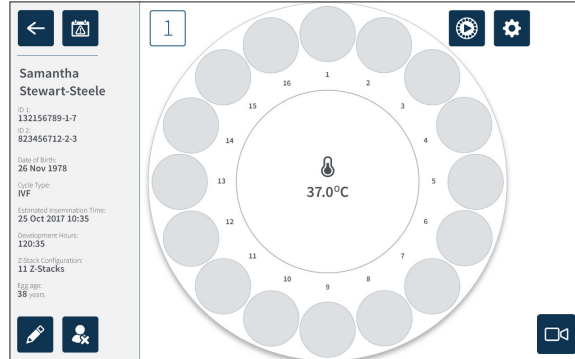 1
Samantha
Stewart-Steele
ID 1:
132156789-1-7
ID 2:
823456712-2-3
Date of Birth:
26 Nov 1978
Cycle Type:
IVF
Estimated Insemination Time:
25 Oct 2017 10:35
Development Hours:
120:35
Z-Stack Configuration:
11 Z-Stacks
Egg age:
38 years
1
2
3
4
5
6
7
8
9
10
11
12
13
14
15
16
37.0°C